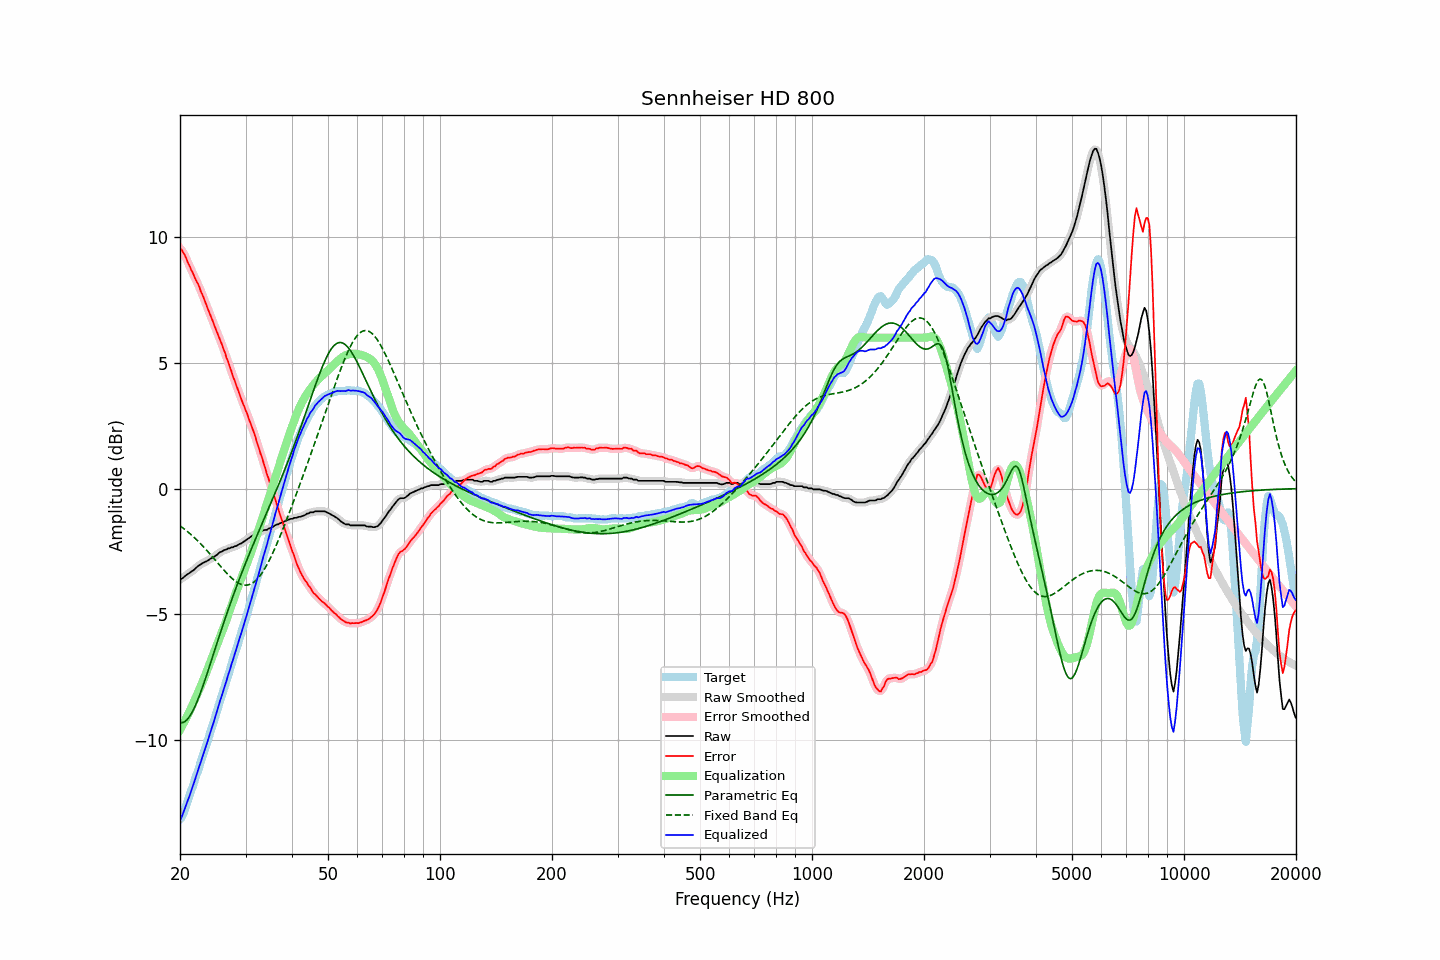 Sennheiser HD 800
Amplitude (dBr)
10
5
0
−5
−10
Target
Raw Smoothed
Error Smoothed
Raw
Error
Equalization
Parametric Eq
Fixed Band Eq
Equalized
20
50
100
200
500
1000
2000
5000
10000
20000
Frequency (Hz)